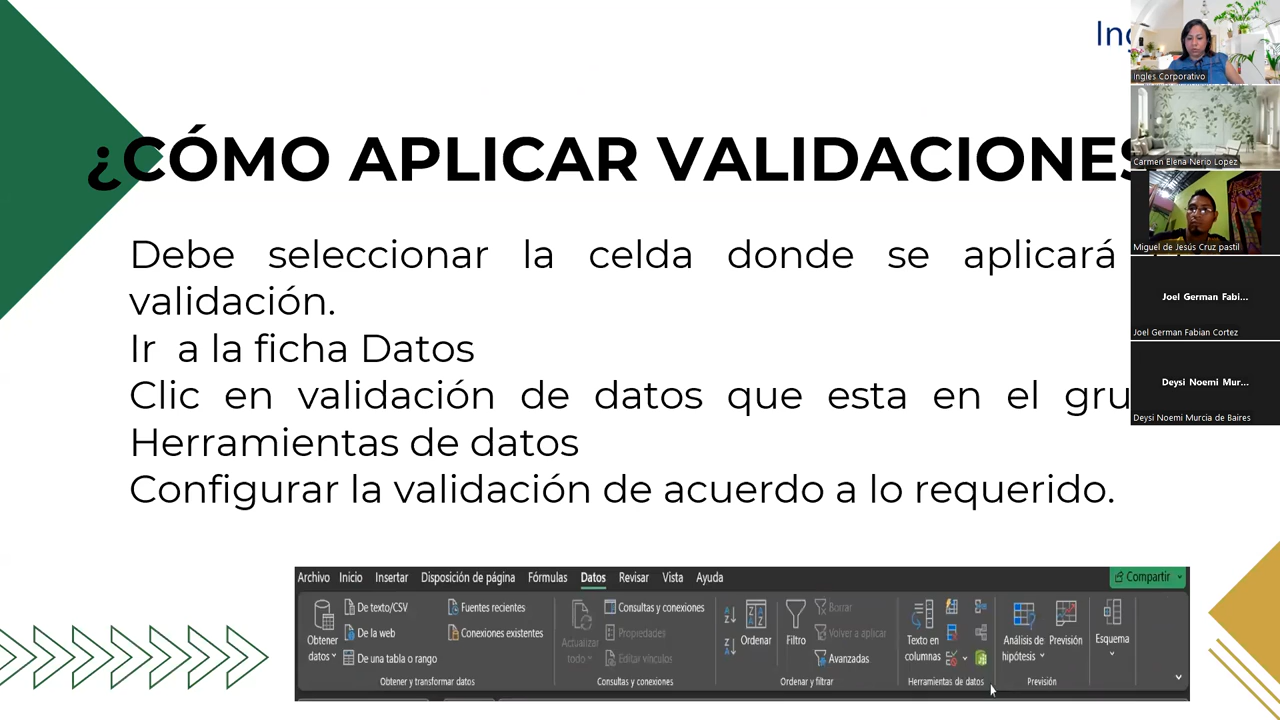 ¿CÓMO APLICAR VALIDACIONES
Debe seleccionar la celda donde se aplicará
validación.
Ir a la ficha Datos
Clic en validación de datos que esta en el gru
Herramientas de datos
Configurar la validación de acuerdo a lo requerido.
Ingles Corporativo
Carmen Elena Nerio Lopez
Miguel de Jesús Cruz pastil
Joel German Fabi...
Joel German Fabian Cortez
Deysi Noemi Mur...
Deysi Noemi Murcia de Baires
Archivo Inicio Insertar Disposición de página Fórmulas Datos Revisar Vista Ayuda Compartir
Obtener datos
De texto/CSV
De la web
De una tabla o rango
Fuentes recientes
Conexiones existentes
Obtener y transformar datos
Actualizar todo
Consultas y conexiones
Propiedades
Editar vínculos
Consultas y conexiones
Ordenar
Filtro
Borrar
Volver a aplicar
Avanzadas
Ordenar y filtrar
Texto en
columnas
Herramientas de datos
Análisis de
hipótesis
Previsión
Previsión
Esquema